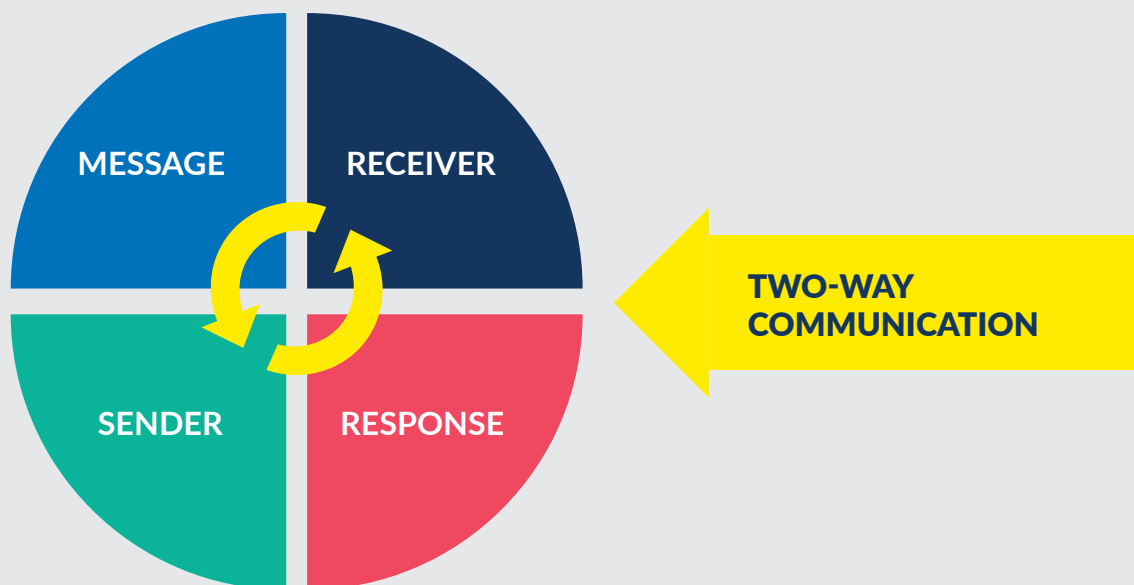 MESSAGE
RECEIVER
SENDER
RESPONSE
TWO-WAY
COMMUNICATION